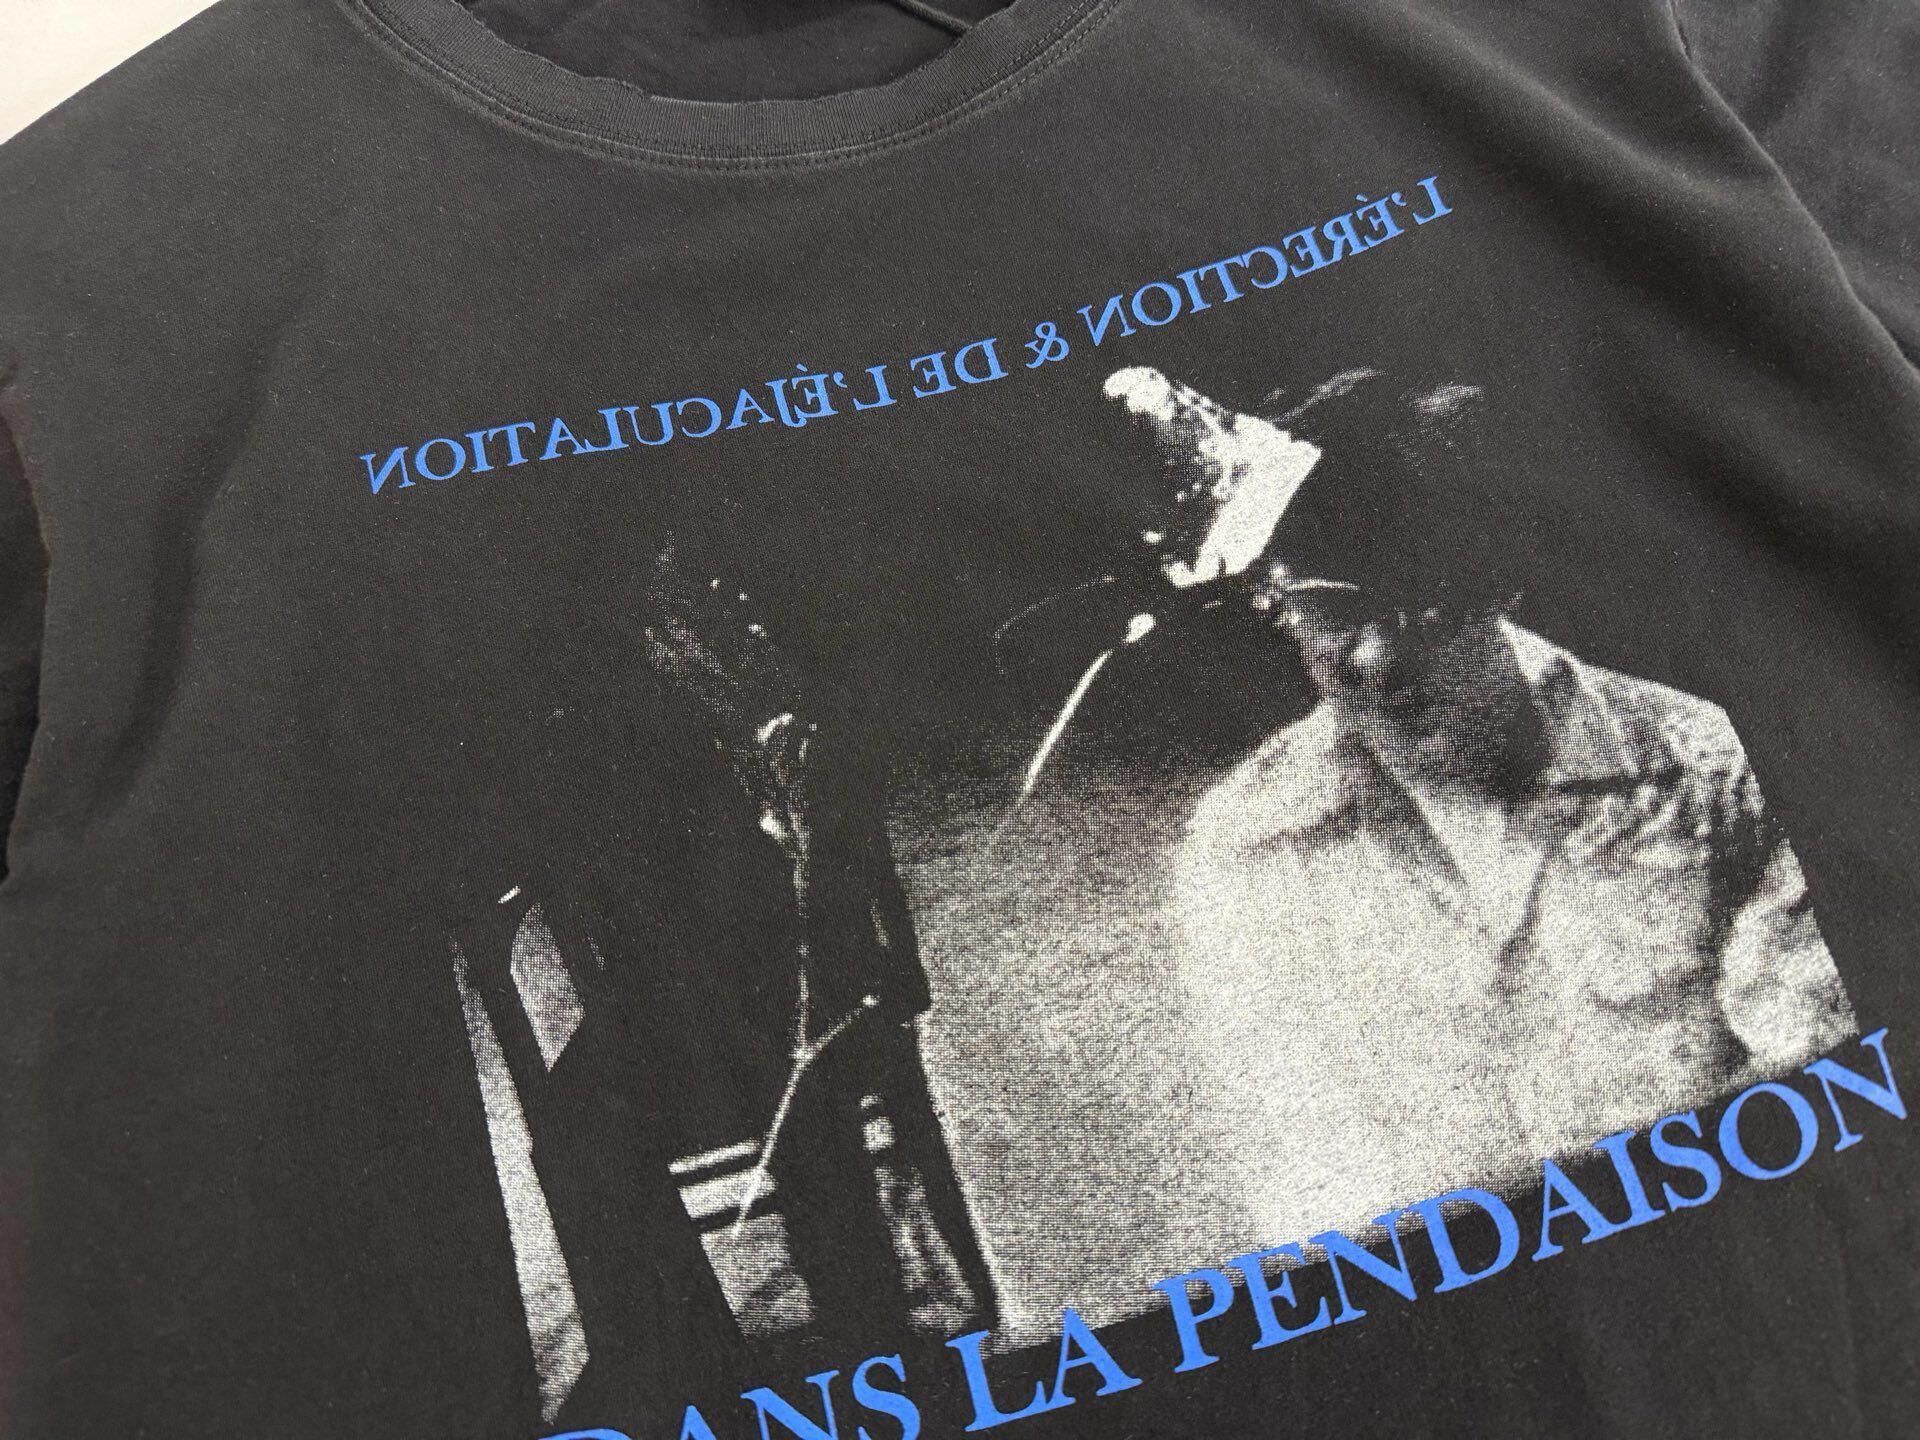 L'ÉRECTION & DE L'ÉJACULATION
DANS LA PENDAISON